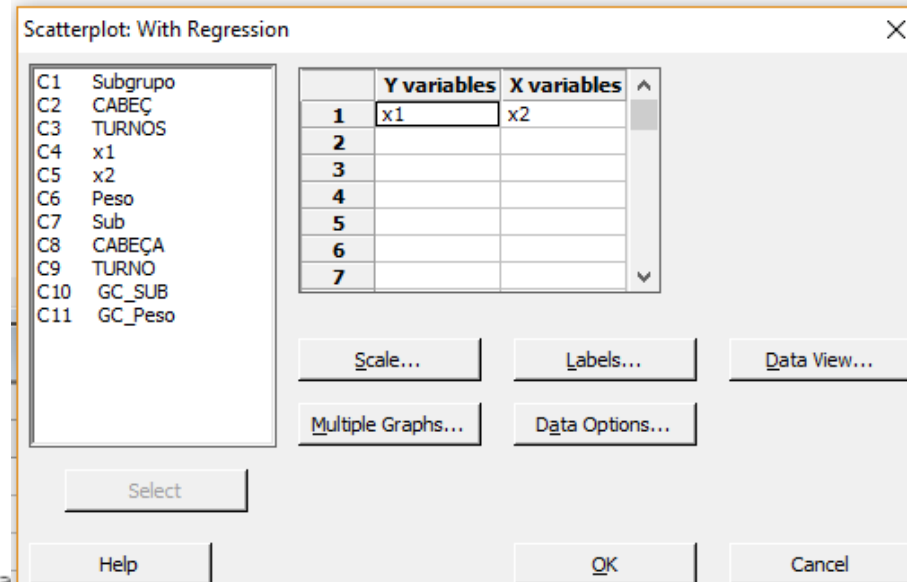 Scatterplot: With Regression
C1 Subgrupo
C2 CABEÇ
C3 TURNOS
C4 x1
C5 x2
C6 Peso
C7 Sub
C8 CABEÇA
C9 TURNO
C10 GC_SUB
C11 GC_Peso
Y variables X variables
1 x1 x2
2
3
4
5
6
7
Scale... Labels... Data View...
Multiple Graphs... Data Options...
Select
Help OK Cancel